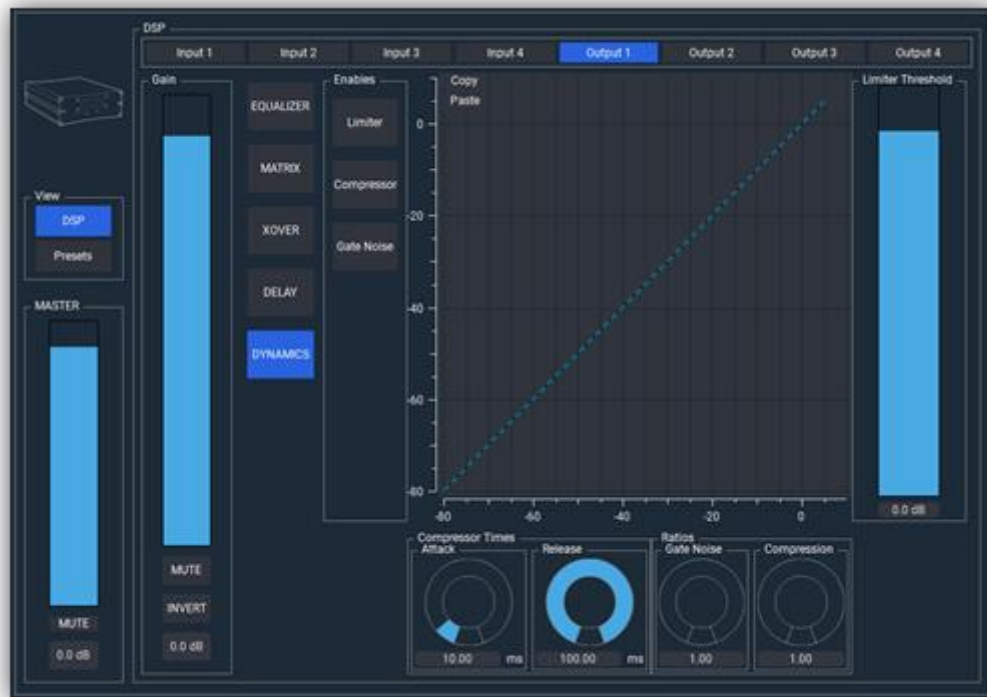 DSP
Input 1
Input 2
Input 3
Input 4
Output 1
Output 2
Output 3
Output 4
View
DSP
Presets
MASTER
MUTE
0.0 dB
Gain
MUTE
INVERT
0.0 dB
EQUALIZER
MATRIX
XOVER
DELAY
DYNAMICS
Enables
Limiter
Compressor
Gate Noise
Copy
Paste
0
-20
-40
-60
-80
-80
-60
-40
-20
0
Limiter Threshold
0.0 dB
Compressor Times
Attack
10.00 ms
Release
100.00 ms
Ratios
Gate Noise
1.00
Compression
1.00